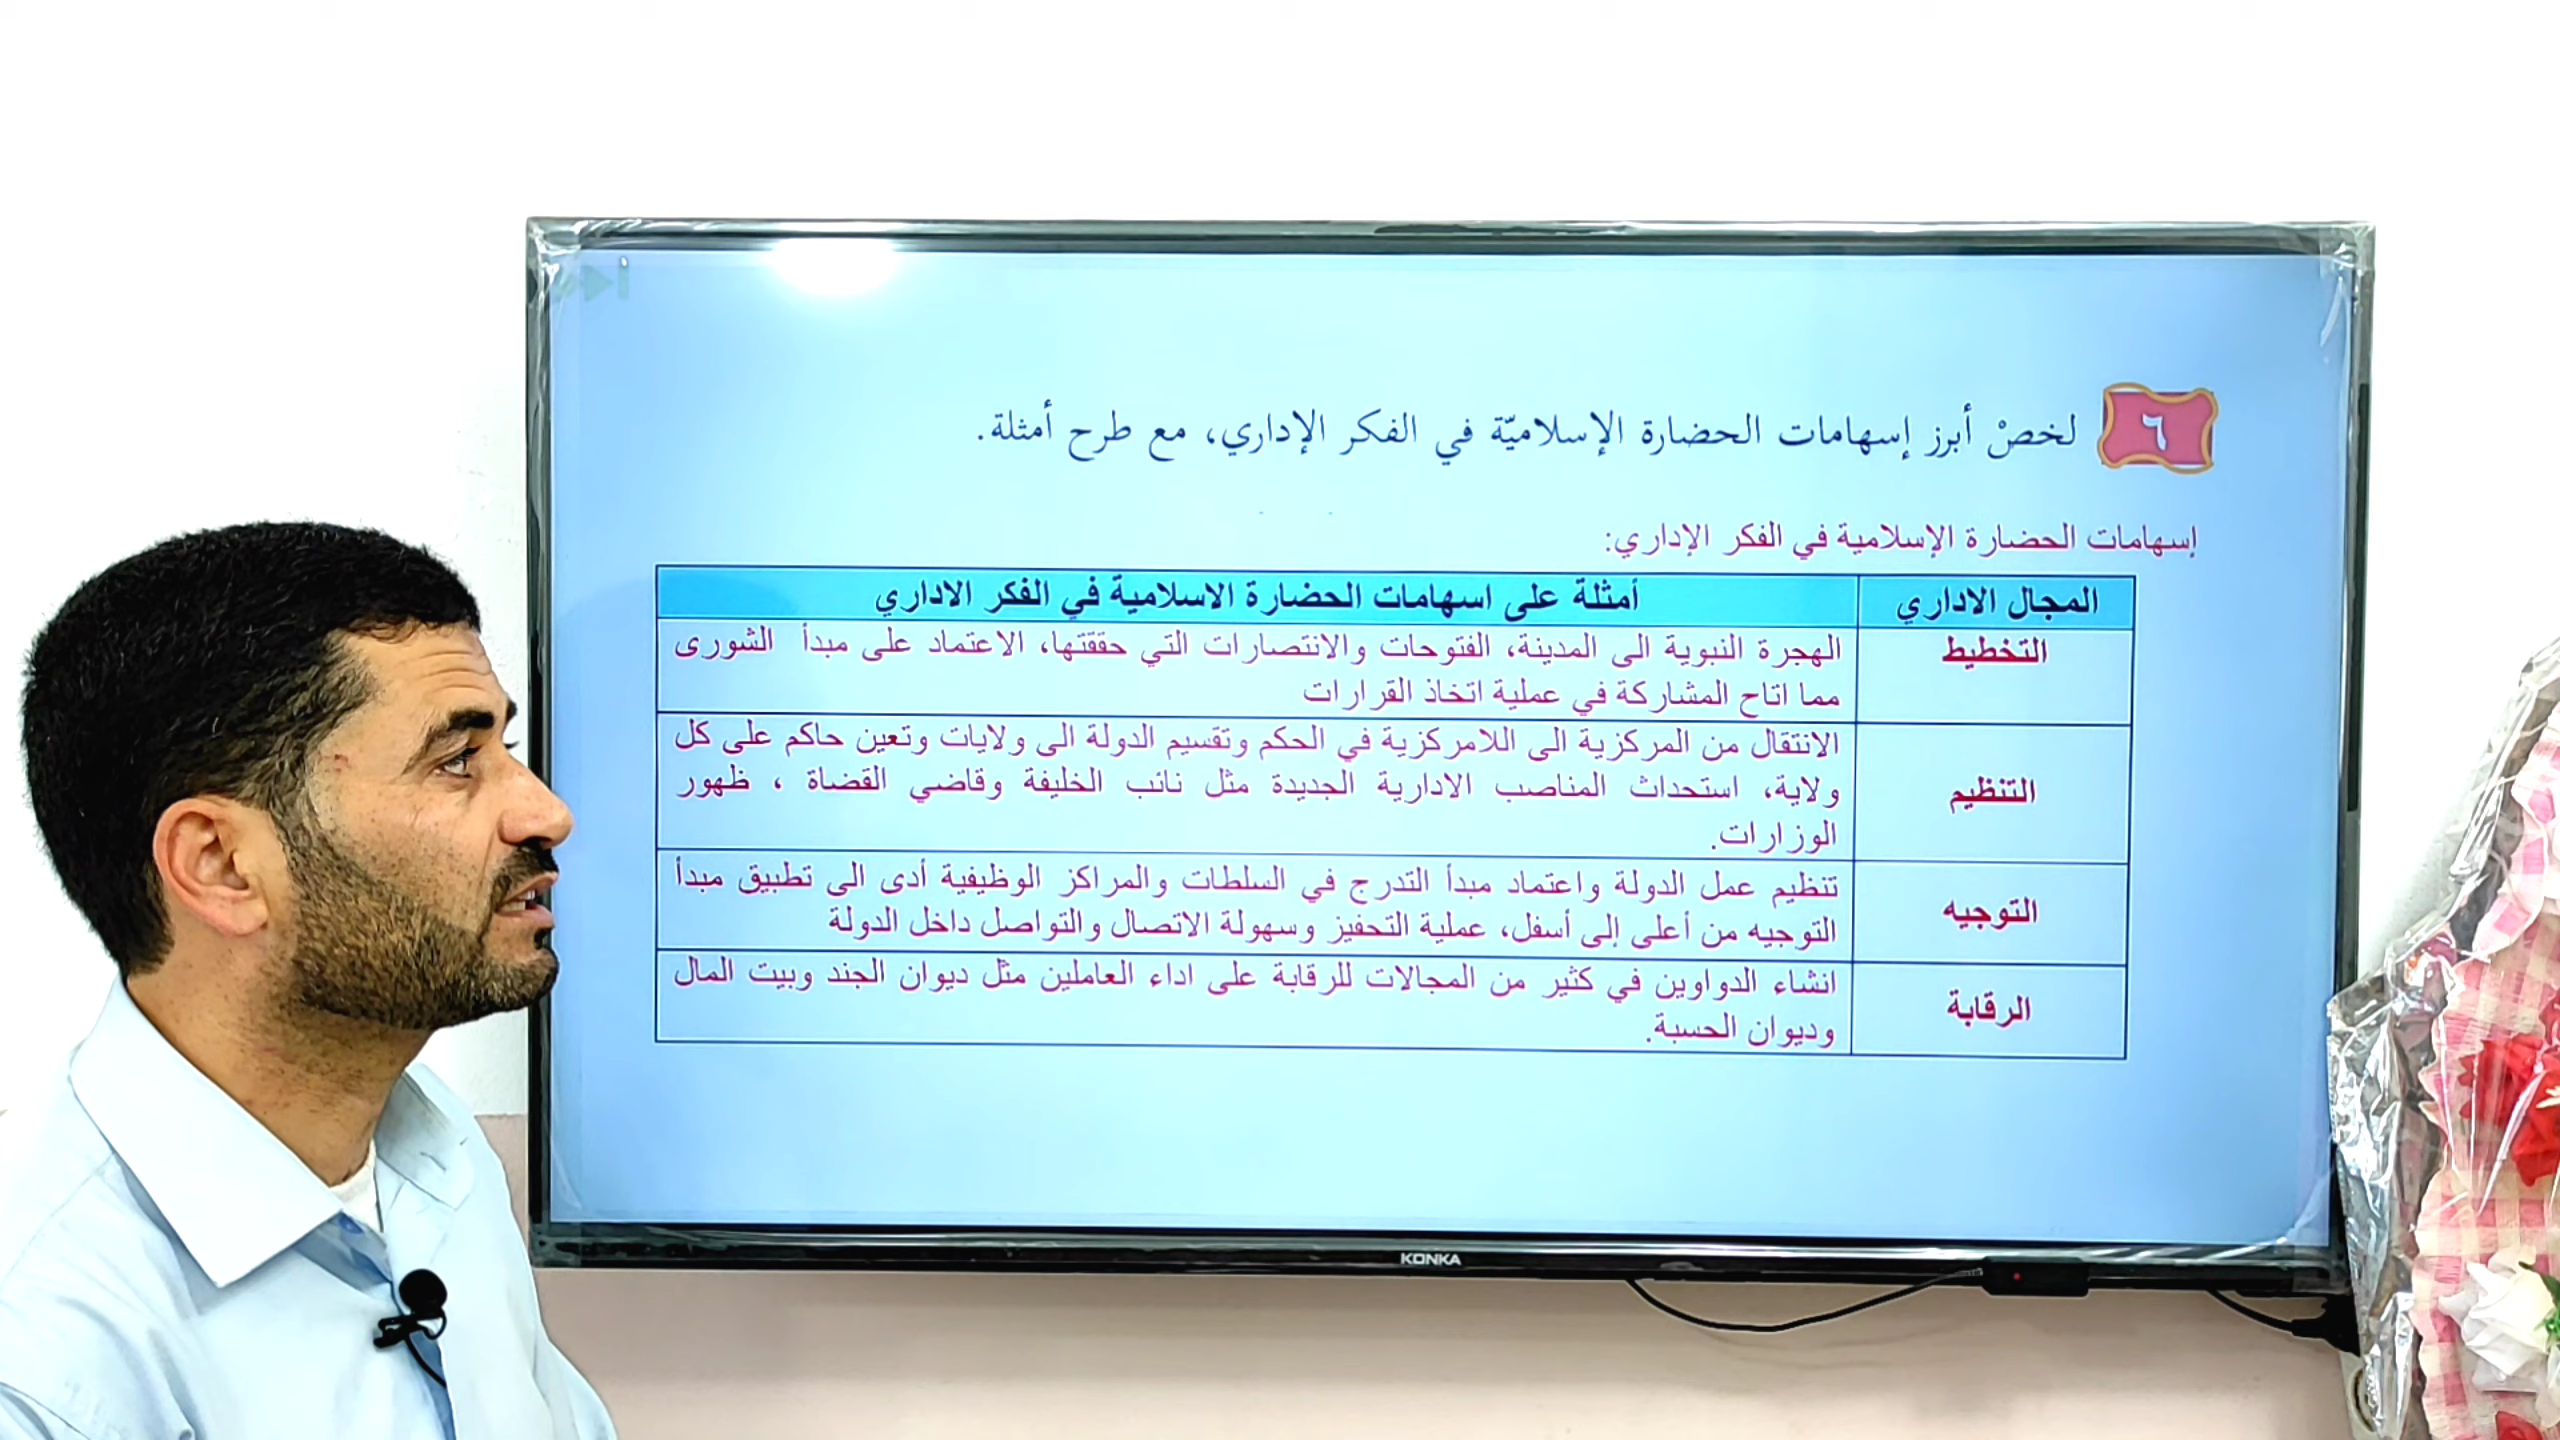 ٦ لخصْ أبرز إسهامات الحضارة الإسلاميّة في الفكر الإداري، مع طرح أمثلة.
إسهامات الحضارة الإسلامية في الفكر الإداري:
المجال الاداري أمثلة على اسهامات الحضارة الاسلامية في الفكر الاداري
التخطيط الهجرة النبوية الى المدينة، الفتوحات والانتصارات التي حققتها، الاعتماد على مبدأ الشورى
مما اتاح المشاركة في عملية اتخاذ القرارات
الانتقال من المركزية الى اللامركزية في الحكم وتقسيم الدولة الى ولايات وتعين حاكم على كل
التنظيم ولاية، استحداث المناصب الادارية الجديدة مثل نائب الخليفة وقاضي القضاة ، ظهور
الوزارات.
التوجيه تنظيم عمل الدولة واعتماد مبدأ التدرج في السلطات والمراكز الوظيفية أدى الى تطبيق مبدأ
التوجيه من أعلى إلى أسفل، عملية التحفيز وسهولة الاتصال والتواصل داخل الدولة
الرقابة انشاء الدواوين في كثير من المجالات للرقابة على اداء العاملين مثل ديوان الجند وبيت المال
وديوان الحسبة.
KONKA